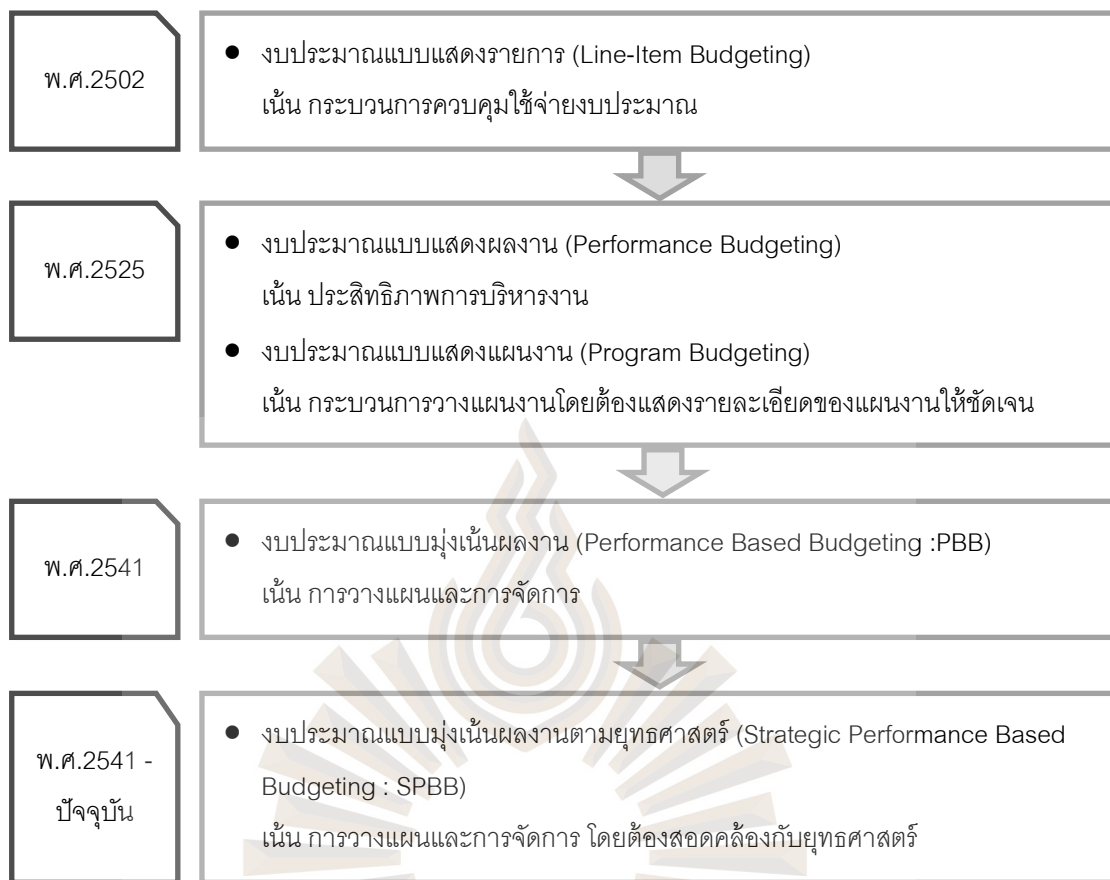 พ.ศ.2502
● งบประมาณแบบแสดงรายการ (Line-Item Budgeting)
เน้น กระบวนการควบคุมใช้จ่ายงบประมาณ
พ.ศ.2525
● งบประมาณแบบแสดงผลงาน (Performance Budgeting)
เน้น ประสิทธิภาพการบริหารงาน
● งบประมาณแบบแสดงแผนงาน (Program Budgeting)
เน้น กระบวนการวางแผนงานโดยต้องแสดงรายละเอียดของแผนงานให้ชัดเจน
พ.ศ.2541
● งบประมาณแบบมุ่งเน้นผลงาน (Performance Based Budgeting :PBB)
เน้น การวางแผนและการจัดการ
พ.ศ.2541 -
ปัจจุบัน
● งบประมาณแบบมุ่งเน้นผลงานตามยุทธศาสตร์ (Strategic Performance Based
Budgeting : SPBB)
เน้น การวางแผนและการจัดการ โดยต้องสอดคล้องกับยุทธศาสตร์